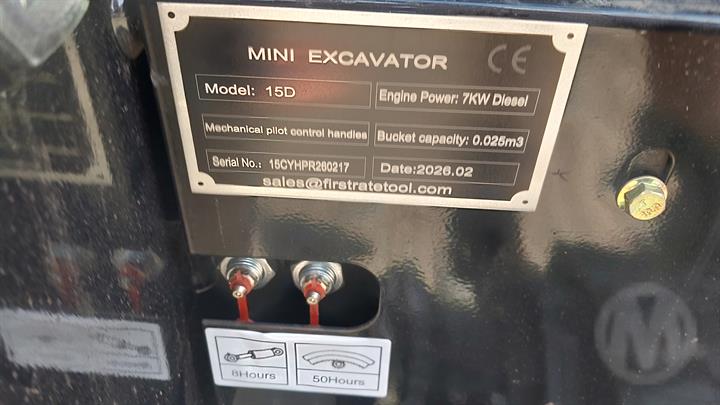 MINI EXCAVATOR CE
Model: 15D
Engine Power: 7KW Diesel
Mechanical pilot control handles
Bucket capacity: 0.025m3
Serial No.: 15CYHPR260217
Date:2026.02
sales@firstratetool.com
8Hours
50Hours
M